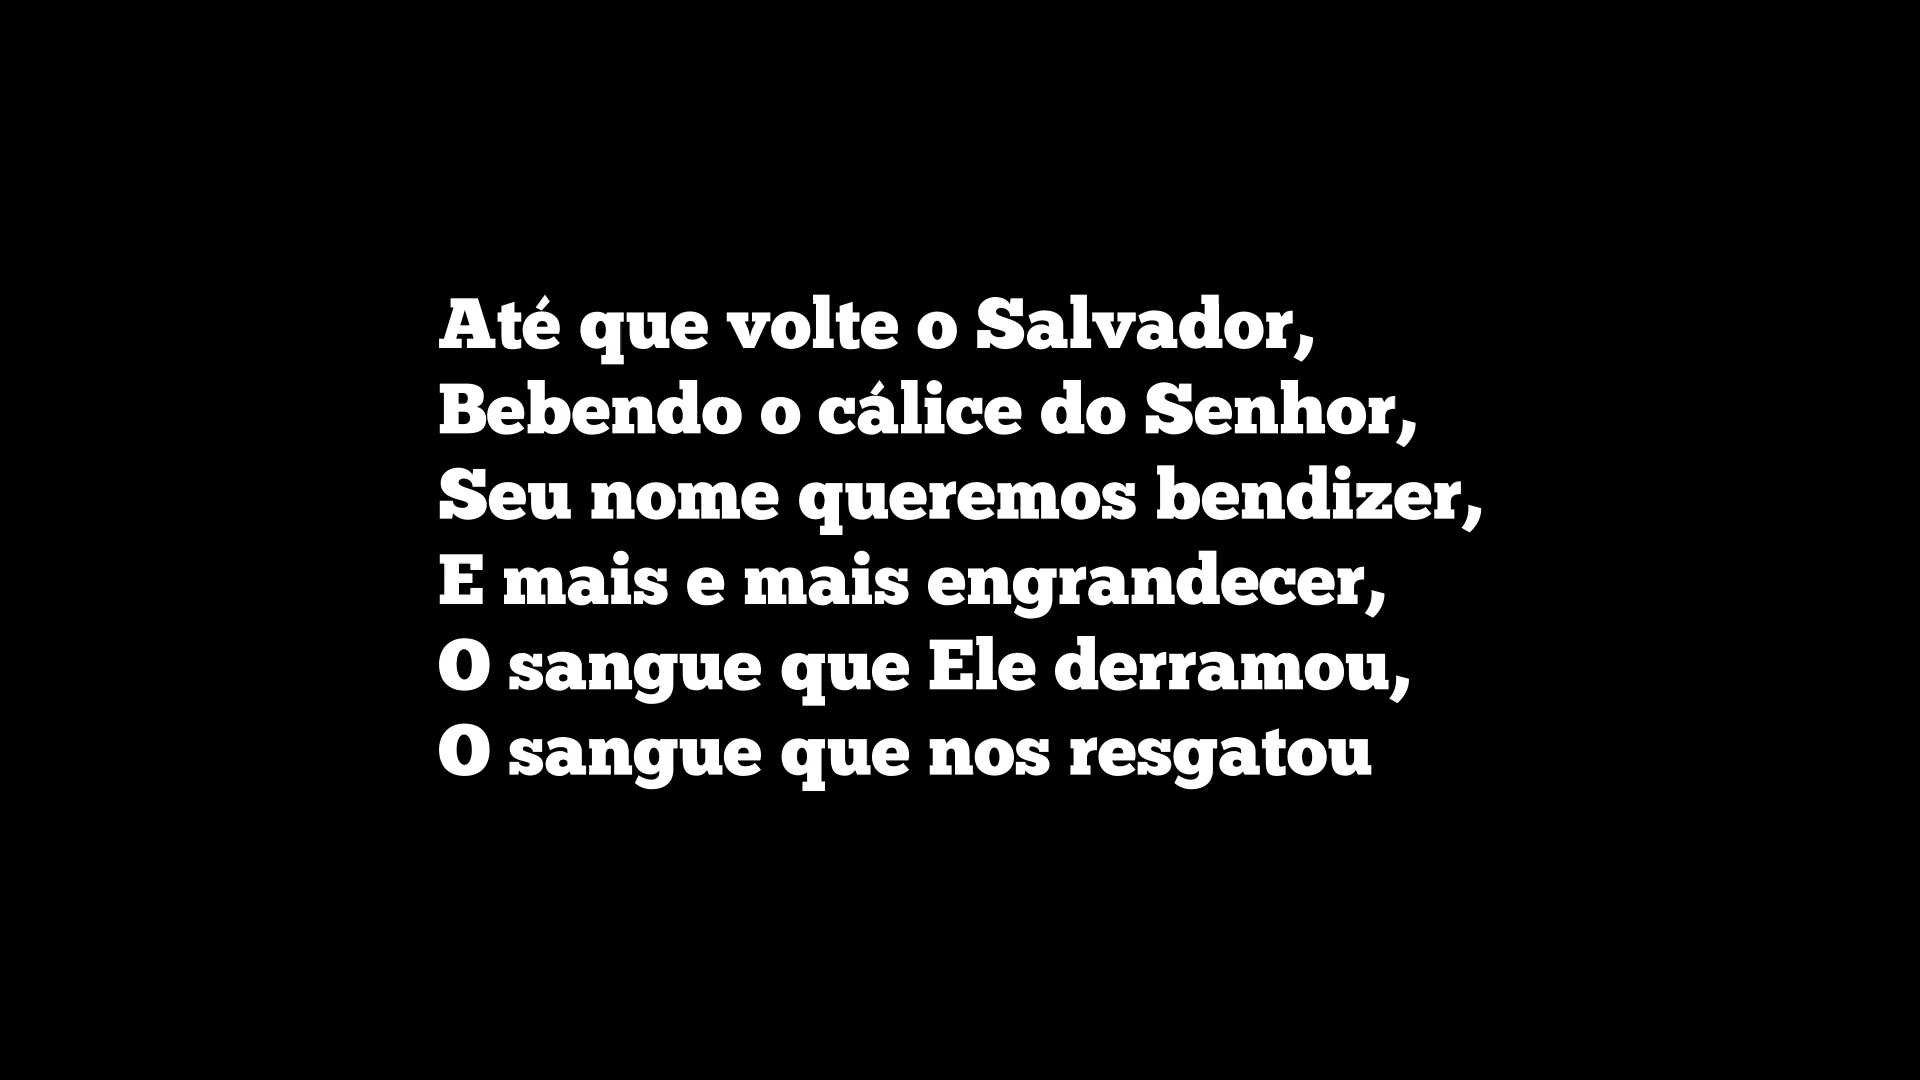 Até que volte o Salvador,
Bebendo o cálice do Senhor,
Seu nome queremos bendizer,
E mais e mais engrandecer,
O sangue que Ele derramou,
O sangue que nos resgatou